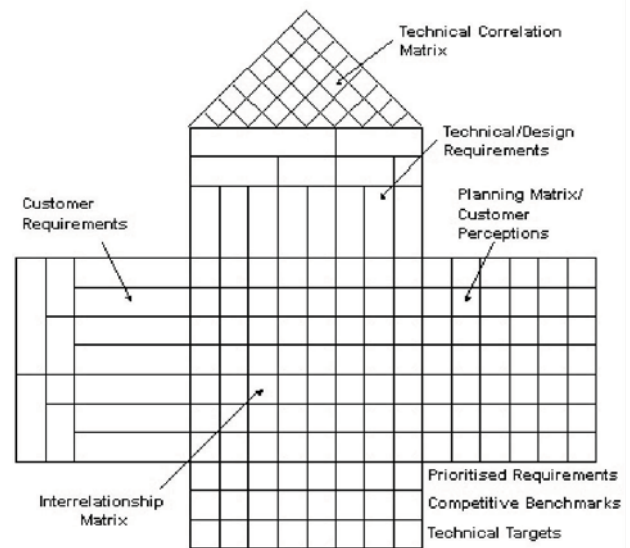 Technical Correlation
Matrix
Technical/Design
Requirements
Customer
Requirements
Planning Matrix/
Customer
Perceptions
Interrelationship
Matrix
Prioritised Requirements
Competitive Benchmarks
Technical Targets